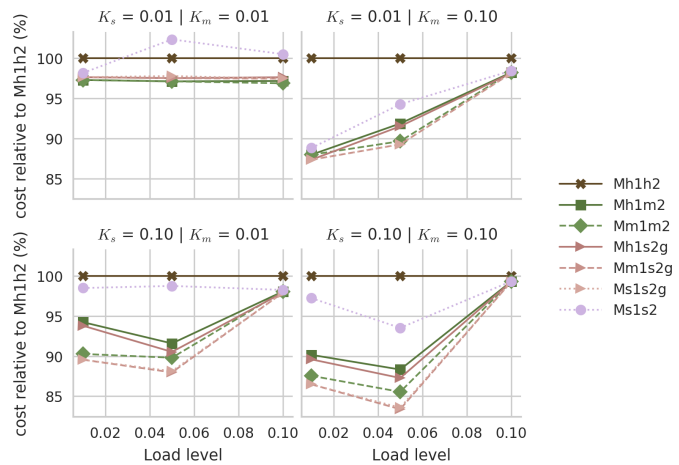 K_s = 0.01 | K_m = 0.01
K_s = 0.01 | K_m = 0.10
cost relative to Mh1h2 (%)
100
95
90
85
K_s = 0.10 | K_m = 0.01
K_s = 0.10 | K_m = 0.10
cost relative to Mh1h2 (%)
100
95
90
85
0.02 0.04 0.06 0.08 0.10
0.02 0.04 0.06 0.08 0.10
Load level
Load level
Mh1h2
Mh1m2
Mm1m2
Mh1s2g
Mm1s2g
Ms1s2g
Ms1s2